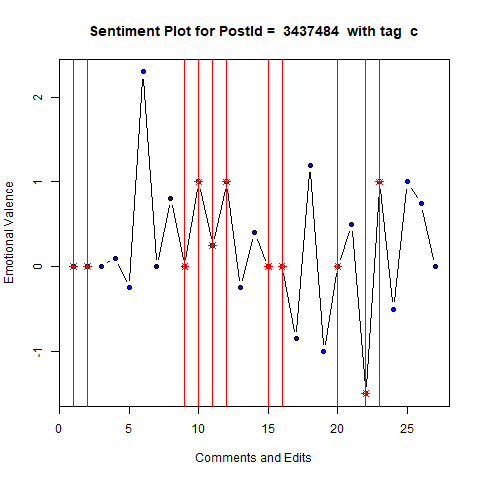 Sentiment Plot for PostId =  3437484  with tag  c
Emotional Valence
2
1
0
-1
0 5 10 15 20 25
Comments and Edits